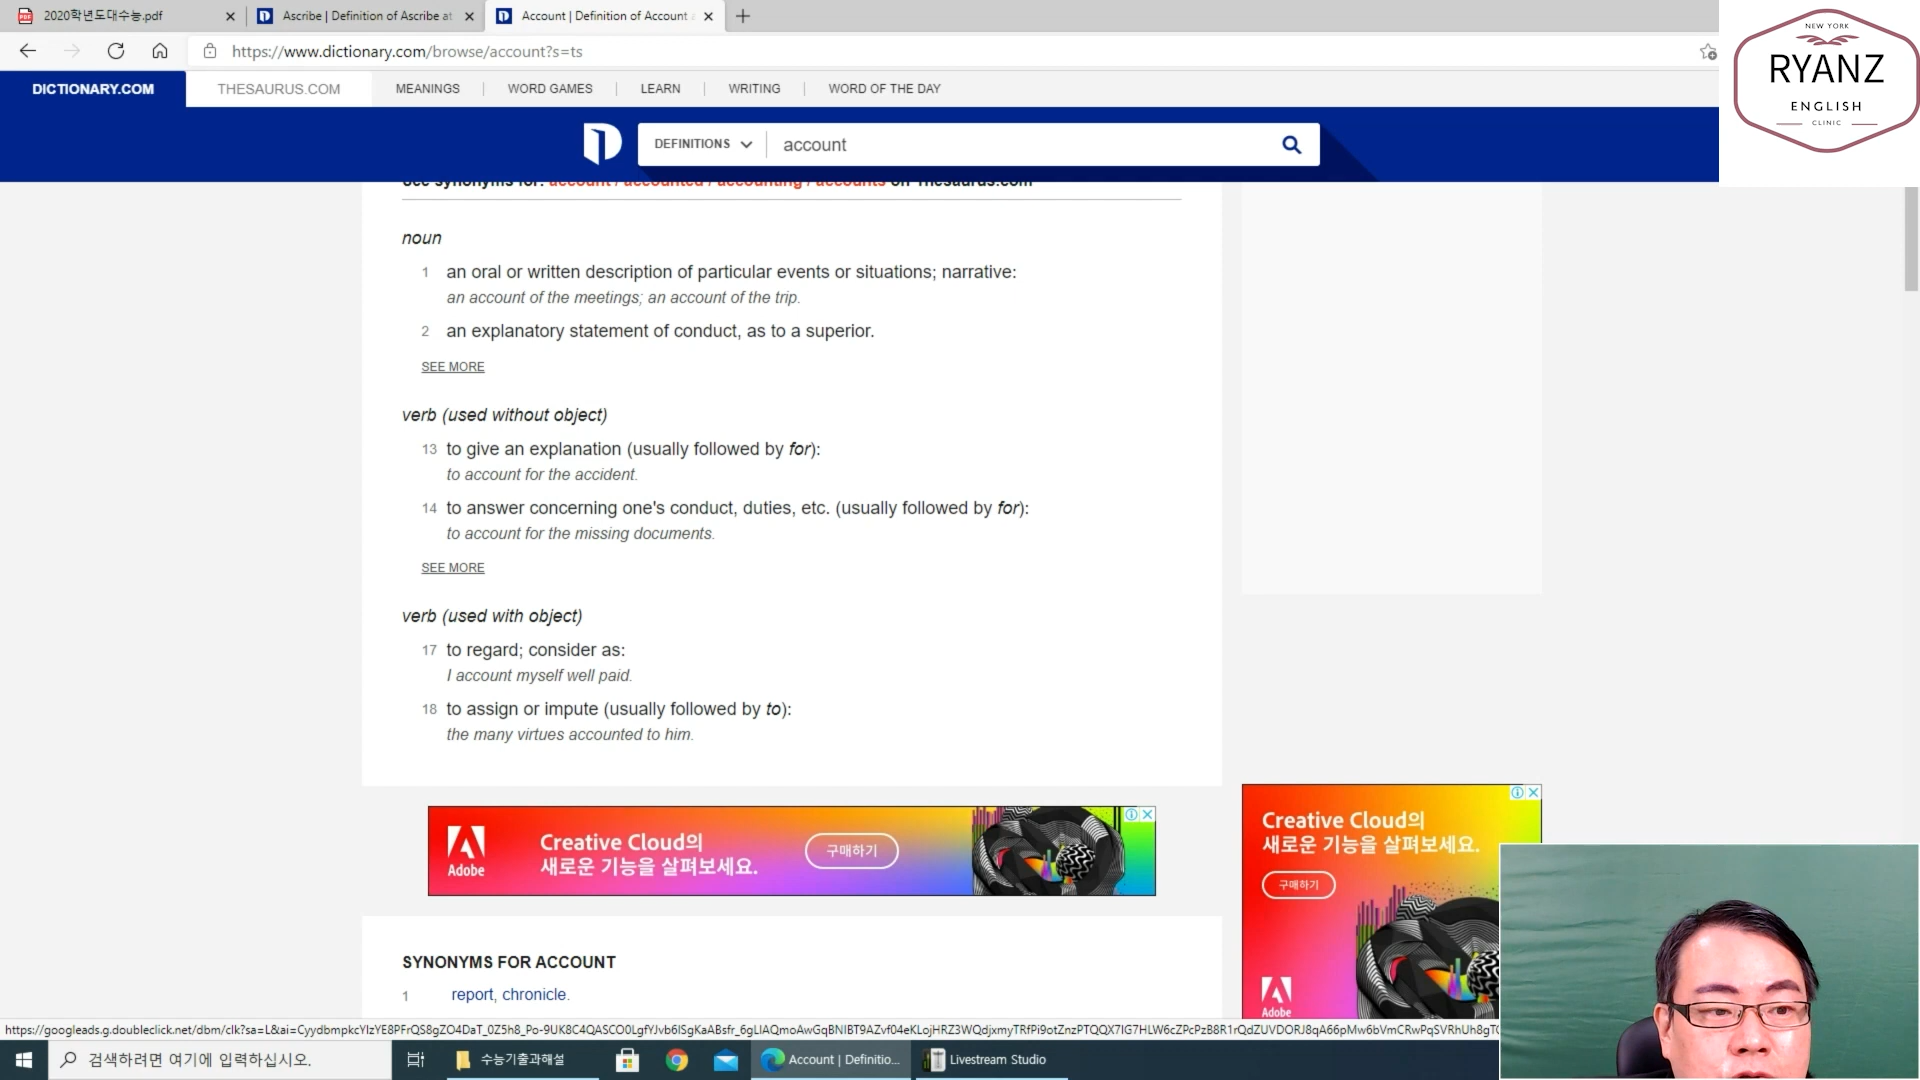 2020학년도대수능.pdf
Ascribe | Definition of Ascribe at
Account | Definition of Account a
https://www.dictionary.com/browse/account?s=ts
NEW YORK
RYANZ
ENGLISH
CLINIC
DICTIONARY.COM
THESAURUS.COM
MEANINGS
WORD GAMES
LEARN
WRITING
WORD OF THE DAY
DEFINITIONS
account
See synonyms for: account / accounted / accounting / accounts on Thesaurus.com
noun
1 an oral or written description of particular events or situations; narrative:
an account of the meetings; an account of the trip.
2 an explanatory statement of conduct, as to a superior.
SEE MORE
verb (used without object)
13 to give an explanation (usually followed by for):
to account for the accident.
14 to answer concerning one's conduct, duties, etc. (usually followed by for):
to account for the missing documents.
SEE MORE
verb (used with object)
17 to regard; consider as:
I account myself well paid.
18 to assign or impute (usually followed by to):
the many virtues accounted to him.
Adobe
Creative Cloud의
새로운 기능을 살펴보세요.
구매하기
Creative Cloud의
새로운 기능을 살펴보세요.
구매하기
Adobe
SYNONYMS FOR ACCOUNT
1 report, chronicle.
검색하려면 여기에 입력하십시오.
수능기출과해설
Account | Definitio...
Livestream Studio